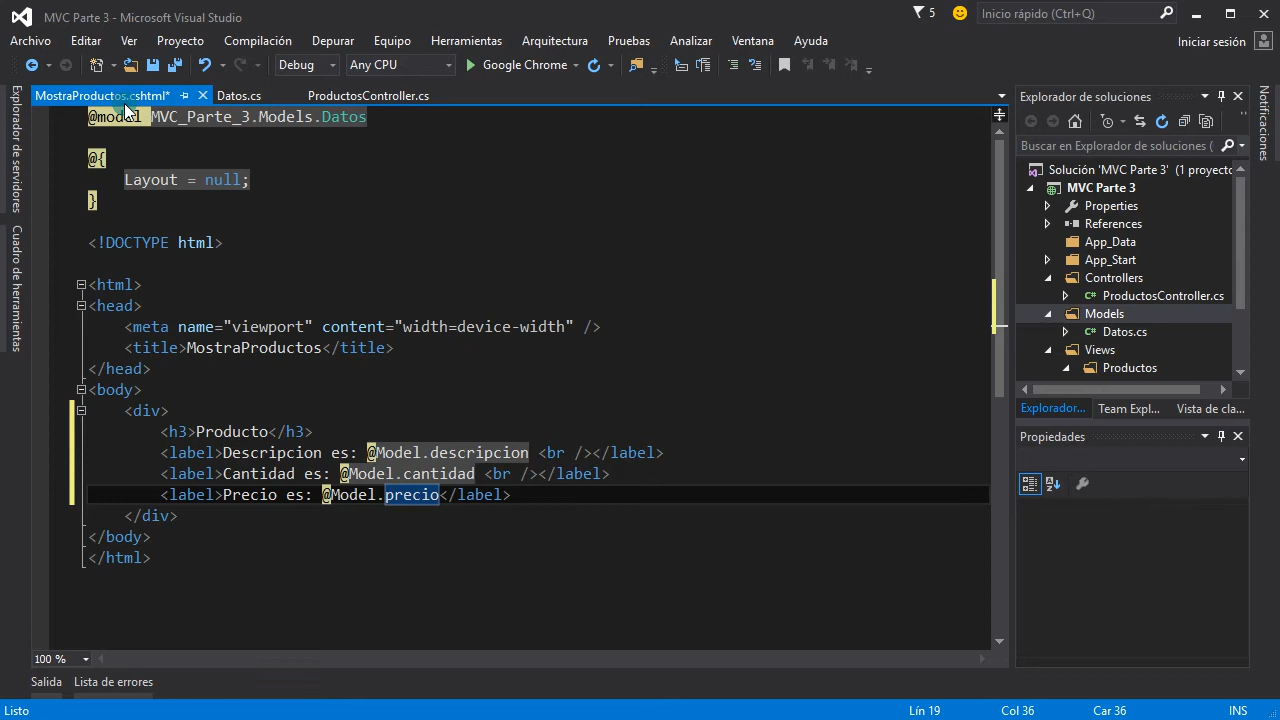 MVC Parte 3 - Microsoft Visual Studio
5
Inicio rápido (Ctrl+Q)
Archivo Editar Ver Proyecto Compilación Depurar Equipo Herramientas Arquitectura Pruebas Analizar Ventana Ayuda
Iniciar sesión
Debug Any CPU Google Chrome
MostraProductos.cshtml* Datos.cs ProductosController.cs
Explorador de servidores
Cuadro de herramientas
@model MVC_Parte_3.Models.Datos
@{
Layout = null;
}
<!DOCTYPE html>
<html>
<head>
<meta name="viewport" content="width=device-width" />
<title>MostraProductos</title>
</head>
<body>
<div>
<h3>Producto</h3>
<label>Descripcion es: @Model.descripcion <br /></label>
<label>Cantidad es: @Model.cantidad <br /></label>
<label>Precio es: @Model.precio</label>
</div>
</body>
</html>
100 %
Salida Lista de errores
Explorador de soluciones
Buscar en Explorador de soluciones (
Solución 'MVC Parte 3' (1 proyecto
MVC Parte 3
Properties
References
App_Data
App_Start
Controllers
C# ProductosController.cs
Models
C# Datos.cs
Views
Productos
Explorador... Team Expl... Vista de cla...
Propiedades
Notificaciones
Listo Lín 19 Col 36 Car 36 INS